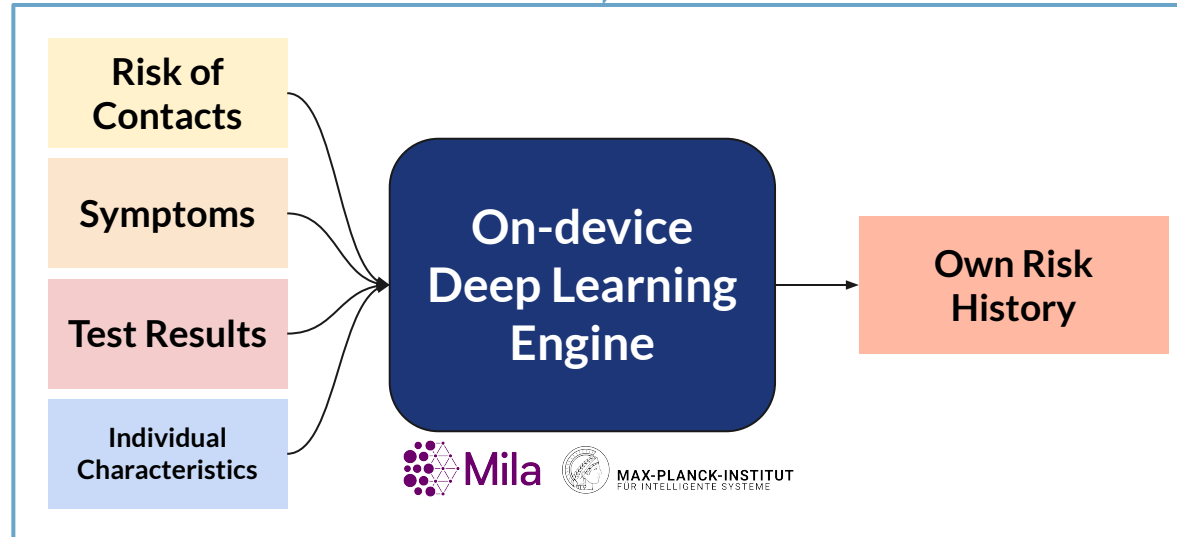 Risk of
Contacts
Symptoms
Test Results
Individual
Characteristics
On-device
Deep Learning
Engine
Own Risk
History
Mila
MAX-PLANCK-INSTITUT
FÜR INTELLIGENTE SYSTEME